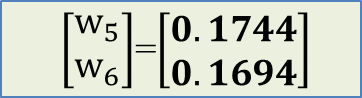 [w₅] = [0.1744]
[w₆] [0.1694]